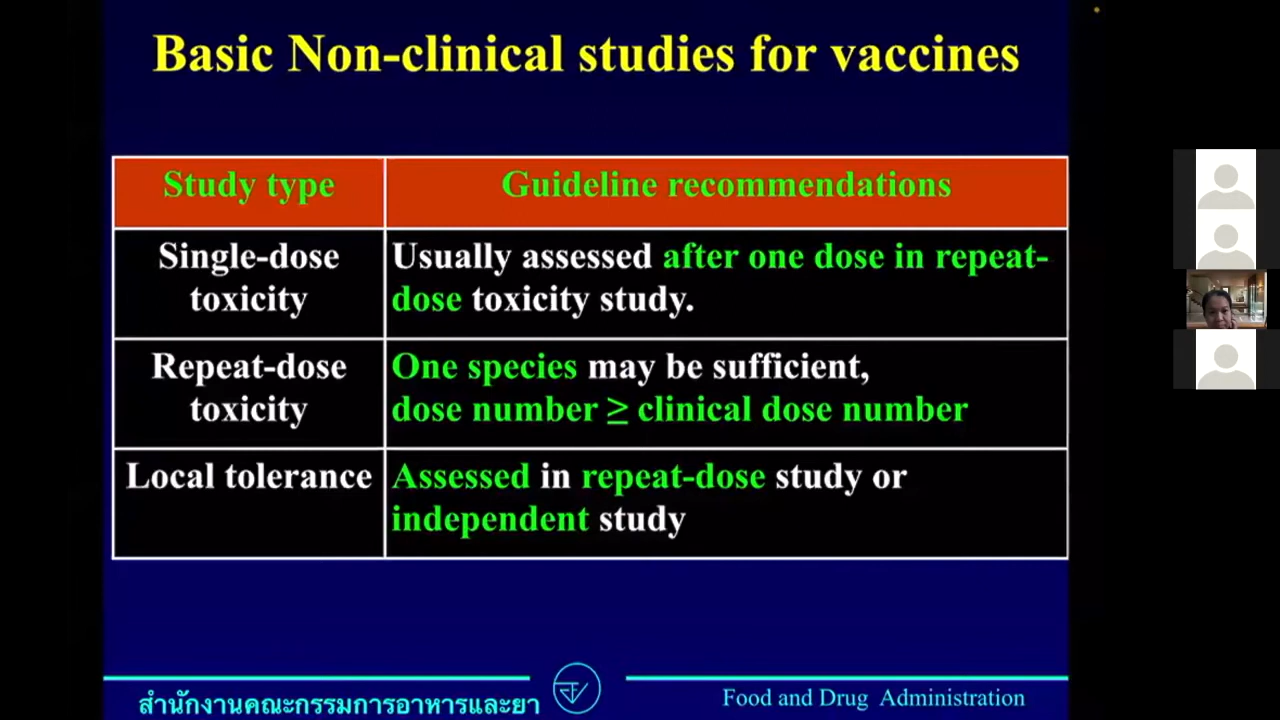 Basic Non-clinical studies for vaccines
Study type
Guideline recommendations
Single-dose
toxicity
Usually assessed after one dose in repeat-
dose toxicity study.
Repeat-dose
toxicity
One species may be sufficient,
dose number ≥ clinical dose number
Local tolerance
Assessed in repeat-dose study or
independent study
สำนักงานคณะกรรมการอาหารและยา
Food and Drug Administration